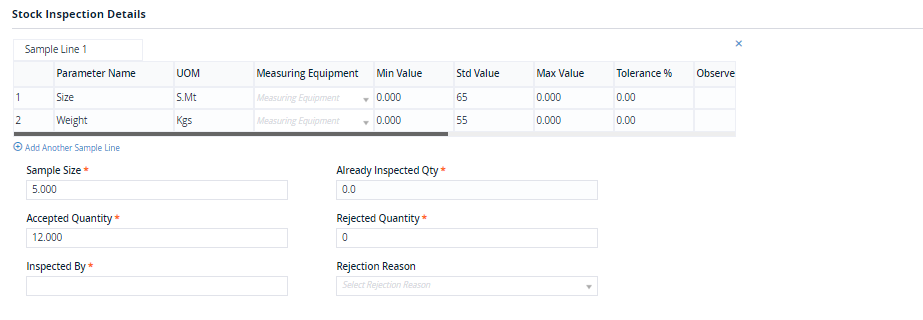 Stock Inspection Details
Sample Line 1
×
Parameter Name UOM Measuring Equipment Min Value Std Value Max Value Tolerance % Observe
1 Size S.Mt Measuring Equipment 0.000 65 0.000 0.00
2 Weight Kgs Measuring Equipment 0.000 55 0.000 0.00
Add Another Sample Line
Sample Size * Already Inspected Qty *
5.000 0.0
Accepted Quantity * Rejected Quantity *
12.000 0
Inspected By * Rejection Reason
Select Rejection Reason